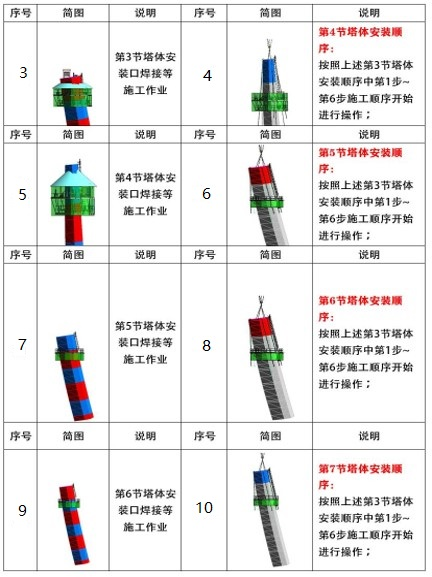 序号 简图 说明 序号 简图 说明
3 第3节塔体安
装口焊接等
施工作业
4 第4节塔体安装顺
序：
按照上述第3节塔体
安装顺序中第1步~
第6步施工顺序开始
进行操作；
序号 简图 说明 序号 简图 说明
5 第4节塔体安
装口焊接等
施工作业
6 第5节塔体安装顺
序：
按照上述第3节塔体
安装顺序中第1步~
第6步施工顺序开始
进行操作；
序号 简图 说明 序号 简图 说明
7 第5节塔体安
装口焊接等
施工作业
8 第6节塔体安装顺
序：
按照上述第3节塔体
安装顺序中第1步~
第6步施工顺序开始
进行操作；
序号 简图 说明 序号 简图 说明
9 第6节塔体安
装口焊接等
施工作业
10 第7节塔体安装顺
序：
按照上述第3节塔体
安装顺序中第1步~
第6步施工顺序开始
进行操作；